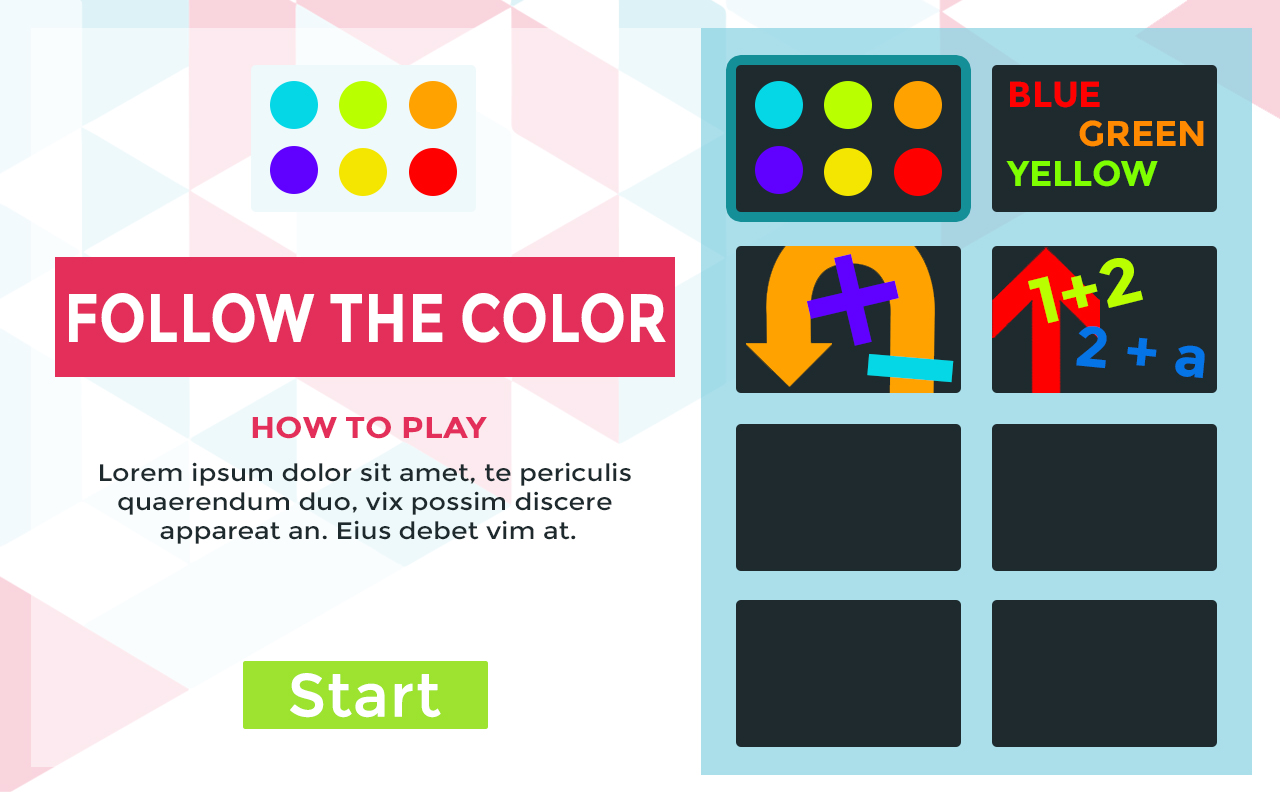 FOLLOW THE COLOR
HOW TO PLAY
Lorem ipsum dolor sit amet, te periculis
quaerendum duo, vix possim discere
appareat an. Eius debet vim at.
Start
BLUE
GREEN
YELLOW
1+2
2 + a